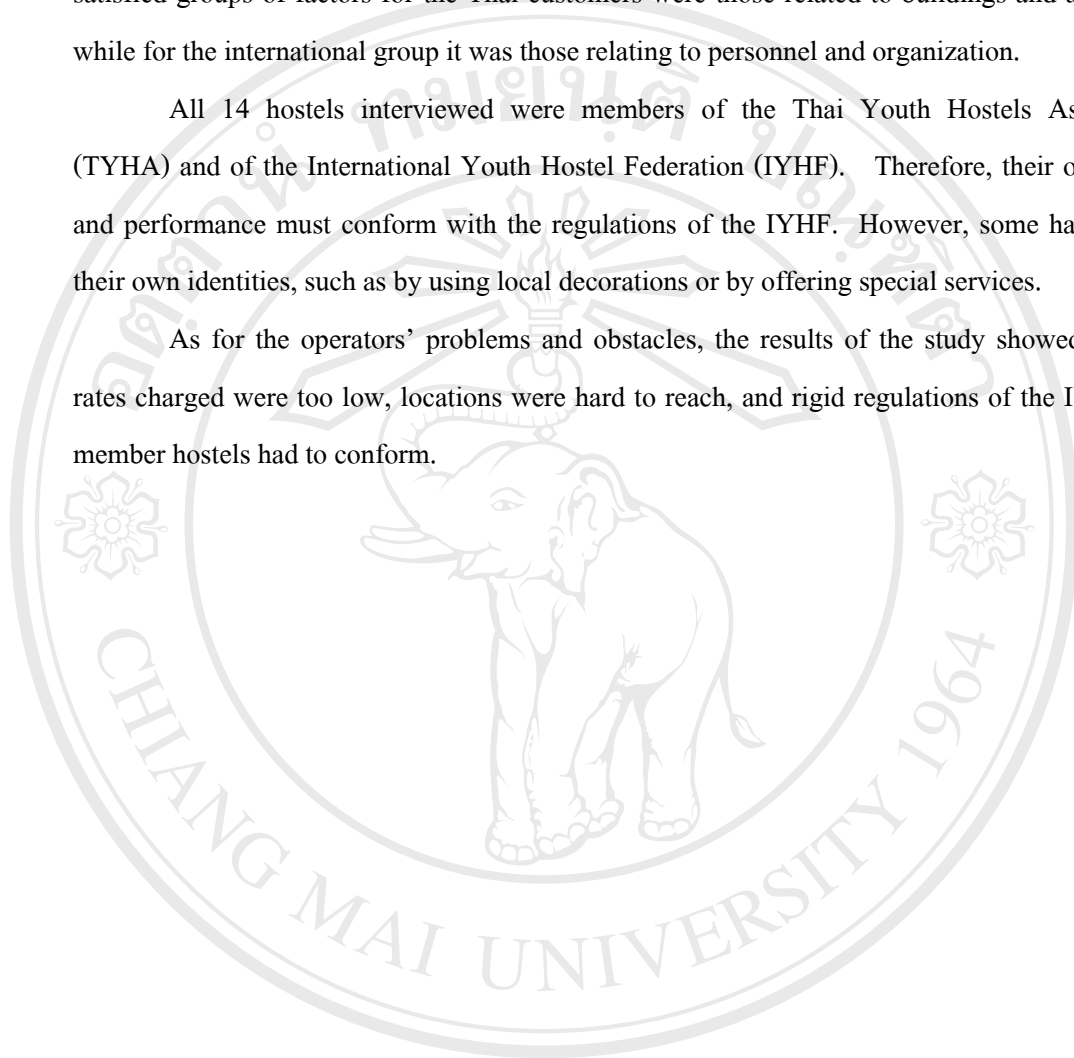 satisfied groups of factors for the Thai customers were those related to buildings and
while for the international group it was those relating to personnel and organization.
All 14 hostels interviewed were members of the Thai Youth Hostels
(TYHA) and of the International Youth Hostel Federation (IYHF). Therefore, their
and performance must conform with the regulations of the IYHF. However, some
their own identities, such as by using local decorations or by offering special services.
As for the operators’ problems and obstacles, the results of the study showed
rates charged were too low, locations were hard to reach, and rigid regulations of the
member hostels had to conform.
CHIANG MAI UNIVERSITY 1964